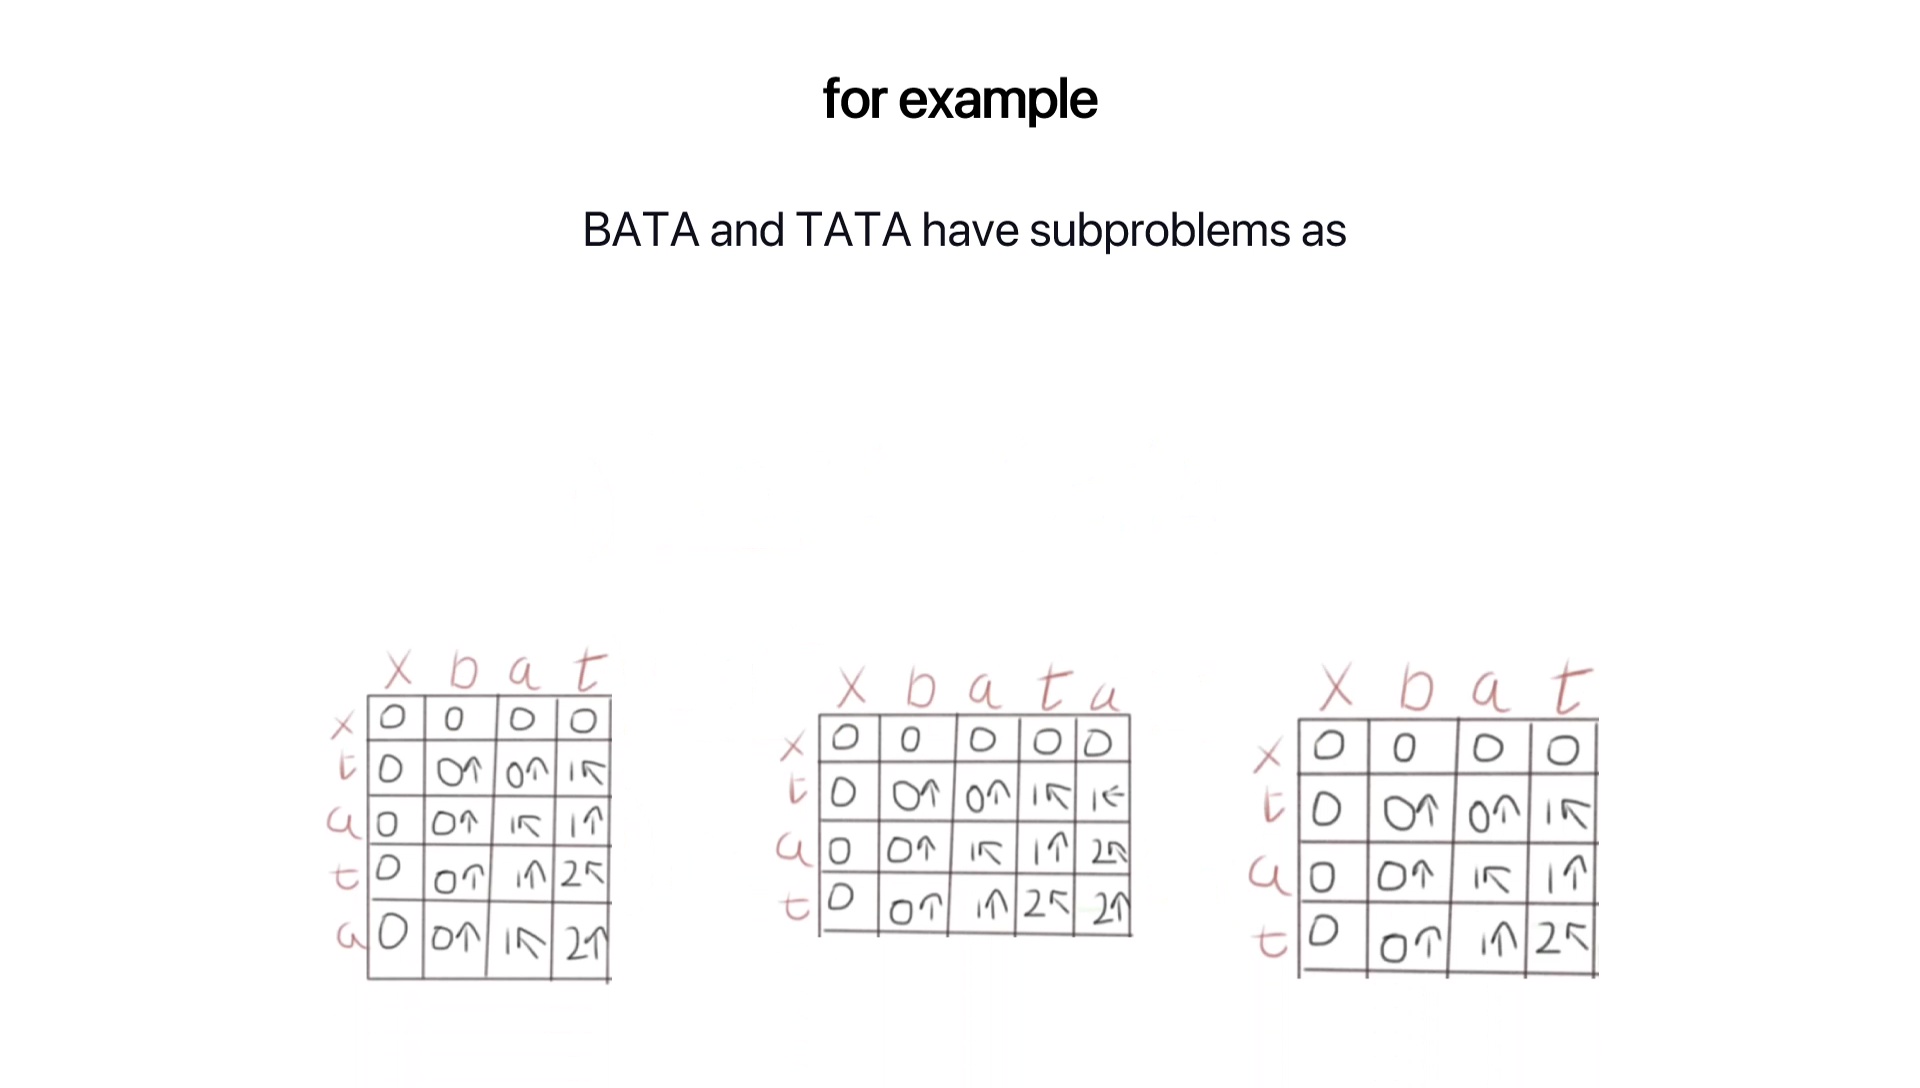 for example
BATA and TATA have subproblems as
x b a t
x 0 0 0 0
t 0 0↑ 0↑ 1↖
a 0 0↑ 1↖ 1↑
t 0 0↑ 1↑ 2↖
a 0 0↑ 1↖ 2↑
x b a t a
x 0 0 0 0 0
t 0 0↑ 0↑ 1↖ 1←
a 0 0↑ 1↖ 1↑ 2↖
t 0 0↑ 1↑ 2↖ 2↑
x b a t
x 0 0 0 0
t 0 0↑ 0↑ 1↖
a 0 0↑ 1↖ 1↑
t 0 0↑ 1↑ 2↖